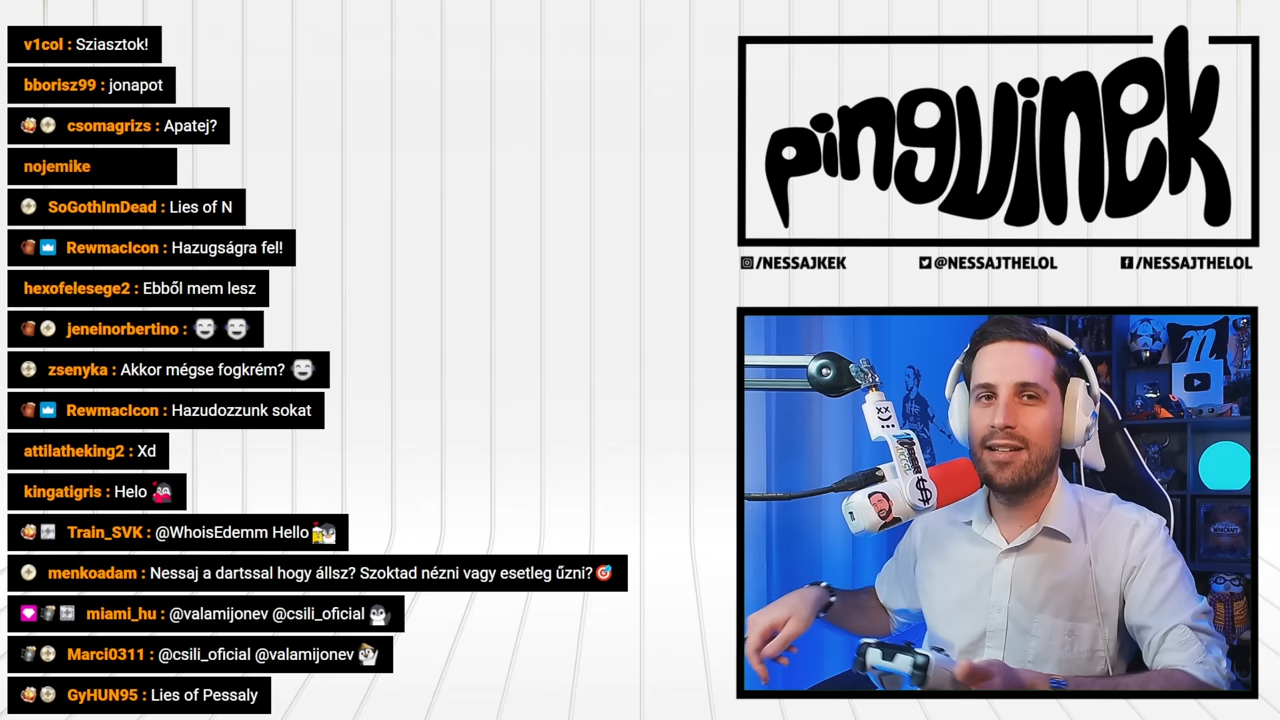 v1col : Sziasztok!
bborisz99 : jonapot
csomagrizs : Apatej?
nojemike
SoGothImDead : Lies of N
RewmacIcon : Hazugságra fel!
hexofelesege2 : Ebből mem lesz
jeneinorbertino :
zsenyka : Akkor mégse fogkrém?
RewmacIcon : Hazudozzunk sokat
attilatheking2 : Xd
kingatigris : Helo
Train_SVK : @WhoisEdemm Hello
menkoadam : Nessaj a dartssal hogy állsz? Szoktad nézni vagy esetleg űzni?
miami_hu : @valamijonev @csili_oficial
Marci0311 : @csili_oficial @valamijonev
GyHUN95 : Lies of Pessaly
pingvinek
/NESSAJKEK @NESSAJTHELOL /NESSAJTHELOL